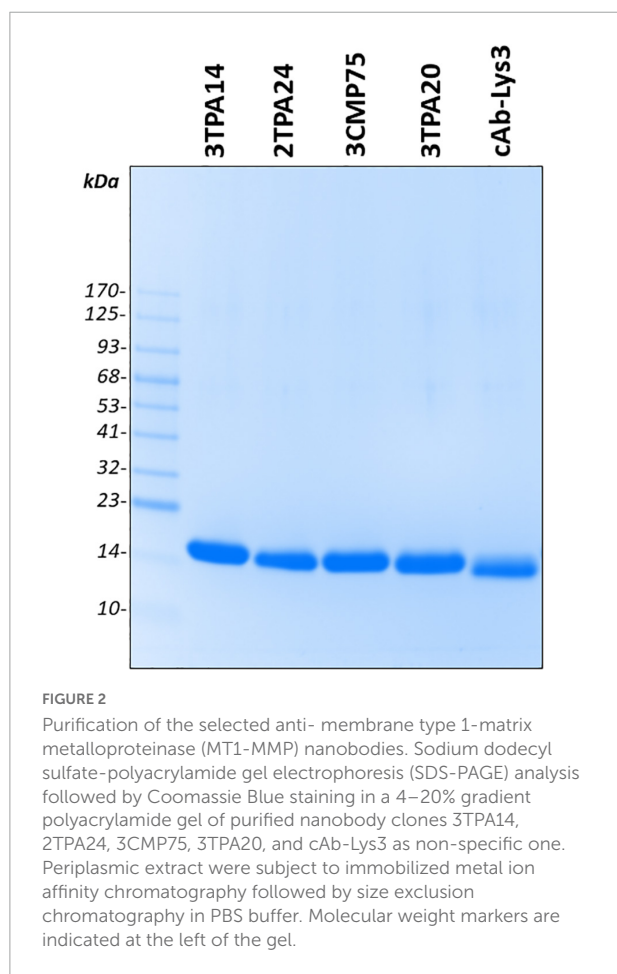 3TPA14
2TPA24
3CMP75
3TPA20
cAb-Lys3
kDa
170-
125-
93-
68-
53-
41-
32-
23-
14-
10-
FIGURE 2
Purification of the selected anti- membrane type 1-matrix
metalloproteinase (MT1-MMP) nanobodies. Sodium dodecyl
sulfate-polyacrylamide gel electrophoresis (SDS-PAGE) analysis
followed by Coomassie Blue staining in a 4–20% gradient
polyacrylamide gel of purified nanobody clones 3TPA14,
2TPA24, 3CMP75, 3TPA20, and cAb-Lys3 as non-specific one.
Periplasmic extract were subject to immobilized metal ion
affinity chromatography followed by size exclusion
chromatography in PBS buffer. Molecular weight markers are
indicated at the left of the gel.